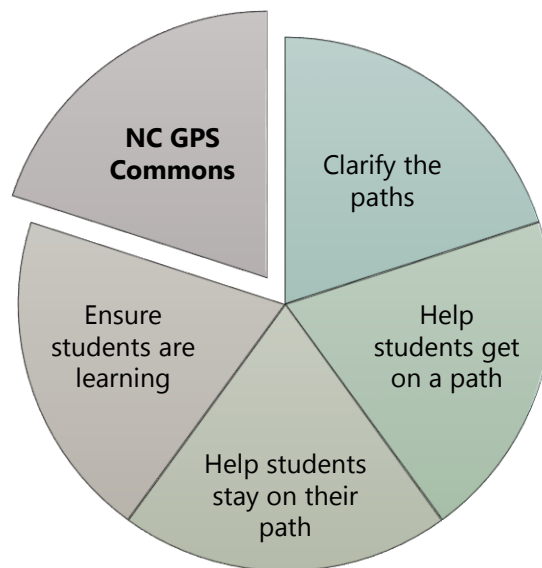 NC GPS
Commons
Clarify the
paths
Help
students get
on a path
Help students
stay on their
path
Ensure
students are
learning